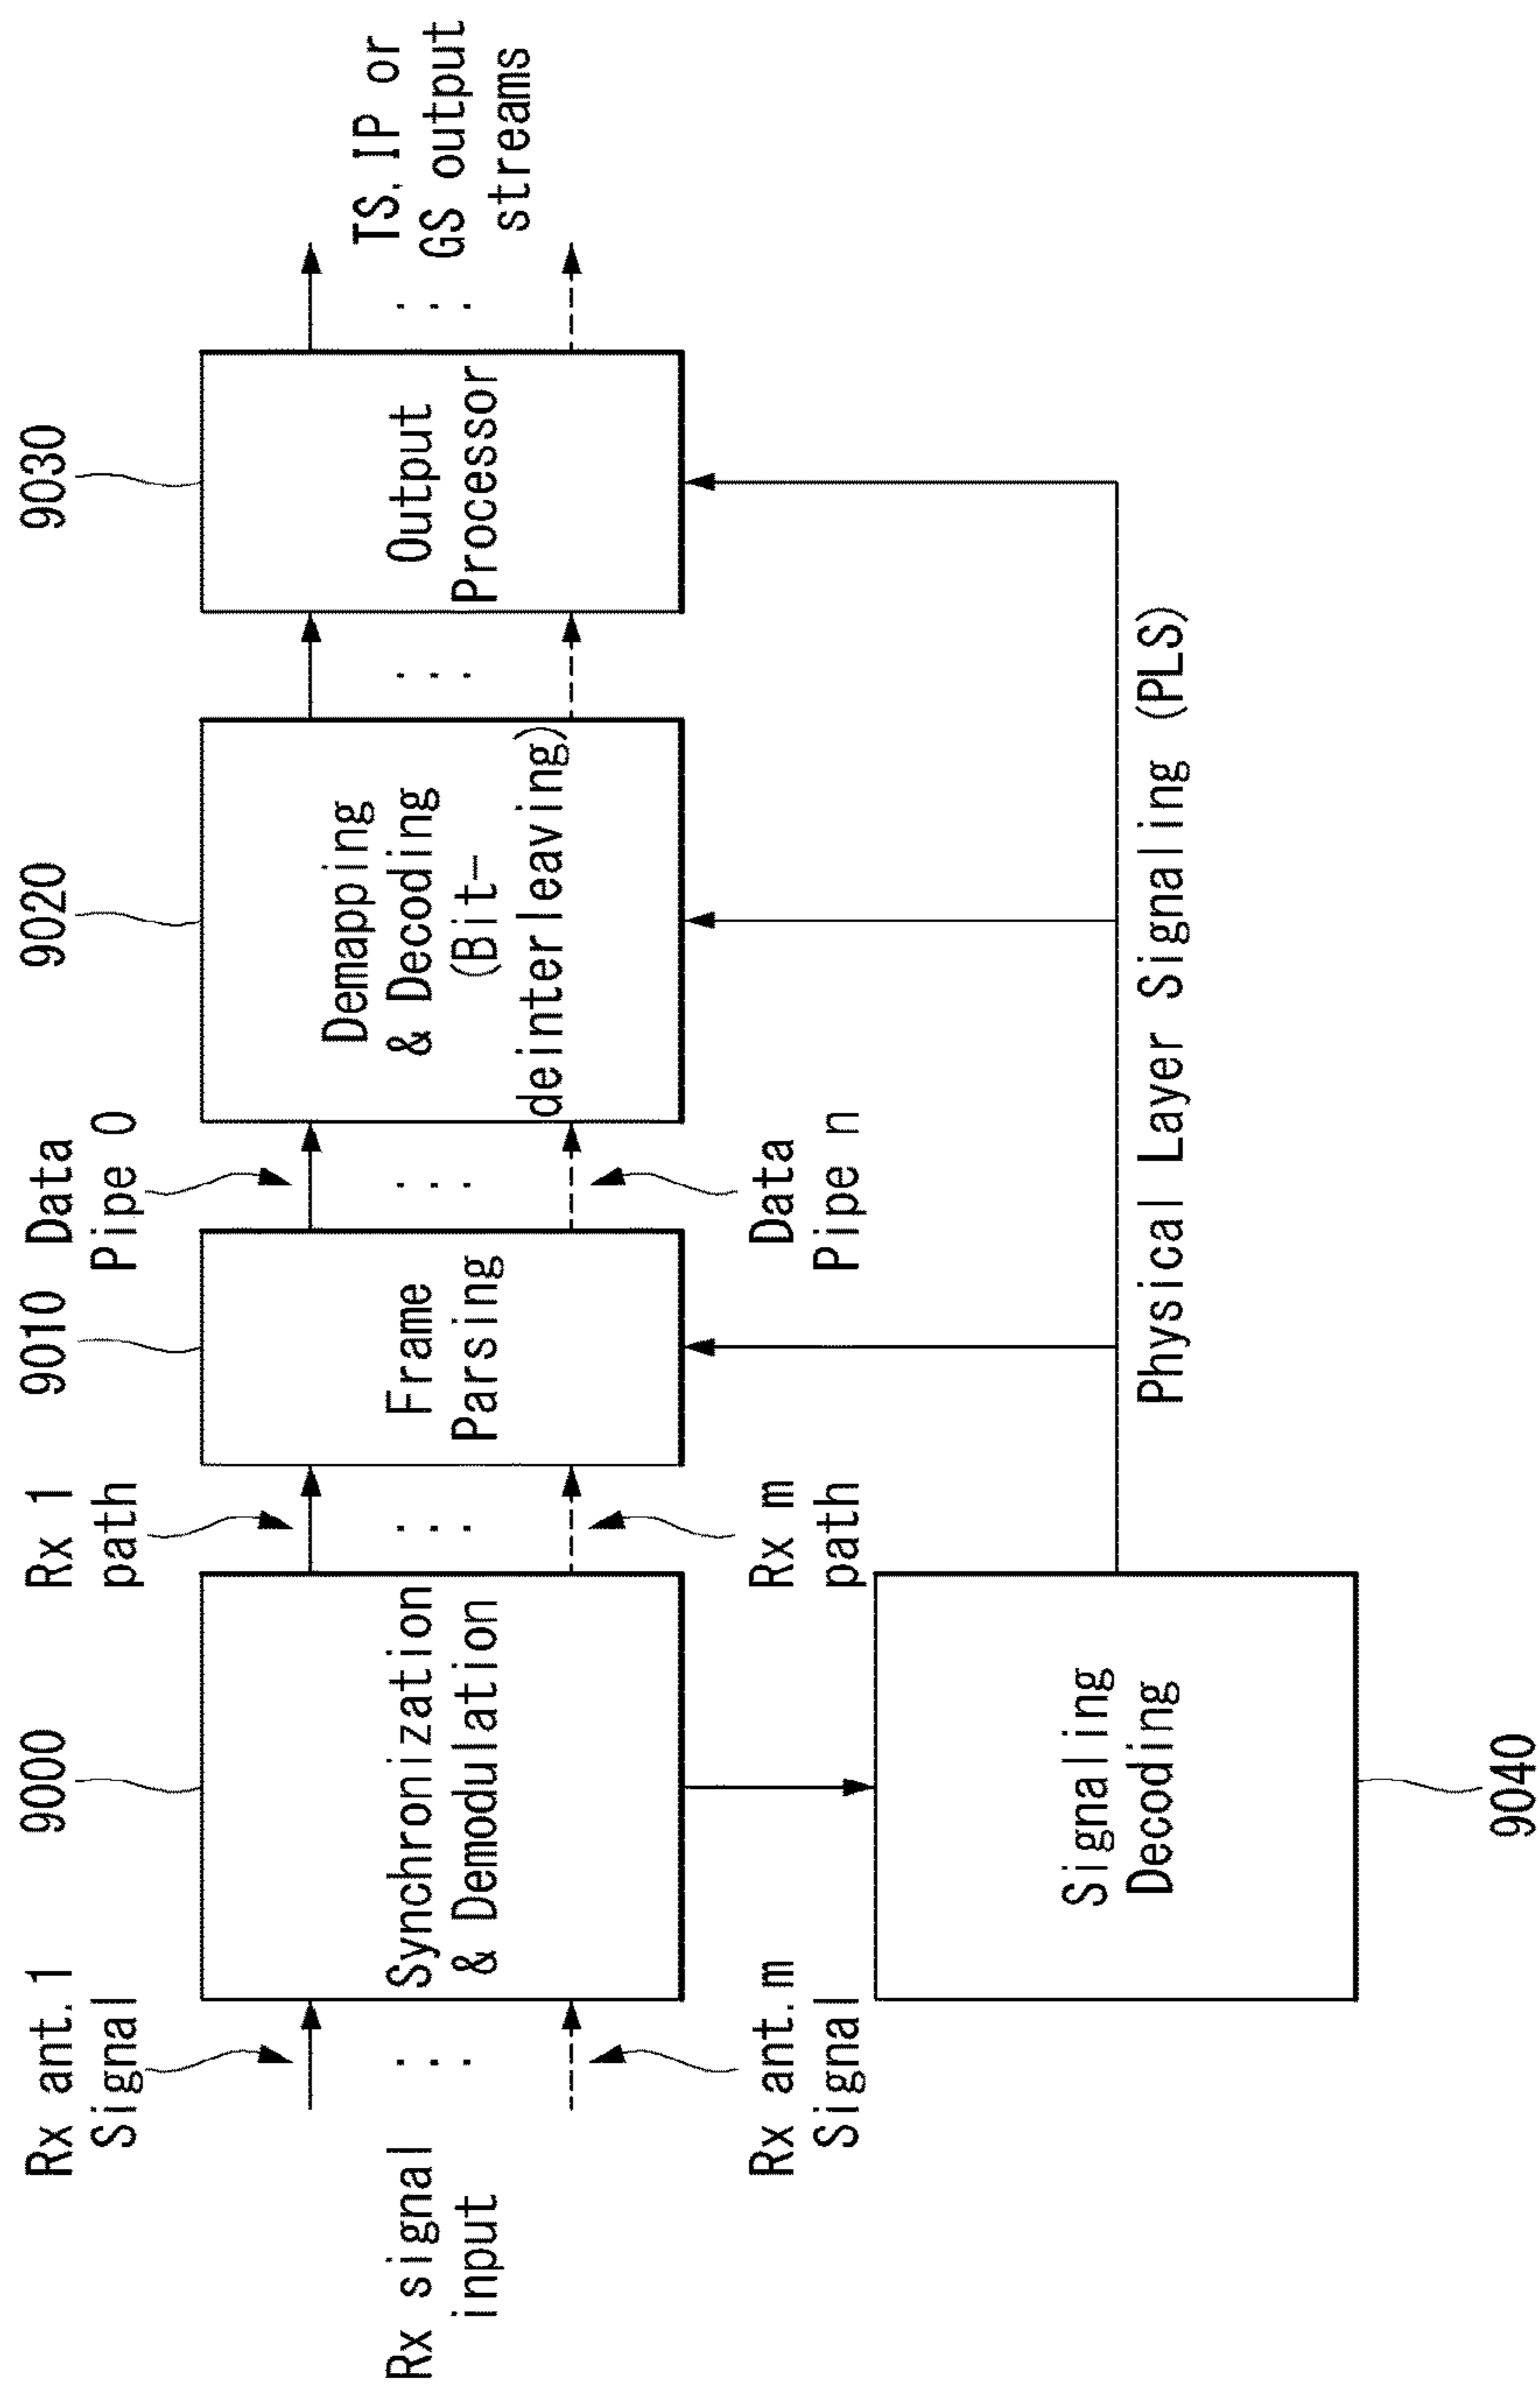 Rx signal
input
Rx ant.1
Signal
Rx ant.m
Signal
9000
Synchronization
& Demodulation
Rx 1
path
Rx m
path
9010
Frame
Parsing
Data
Pipe 0
Data
Pipe n
9020
Demapping
& Decoding
(Bit-
deinterleaving)
9030
Output
Processor
TS, IP or
GS output
streams
Signaling
Decoding
9040
Physical Layer Signaling (PLS)